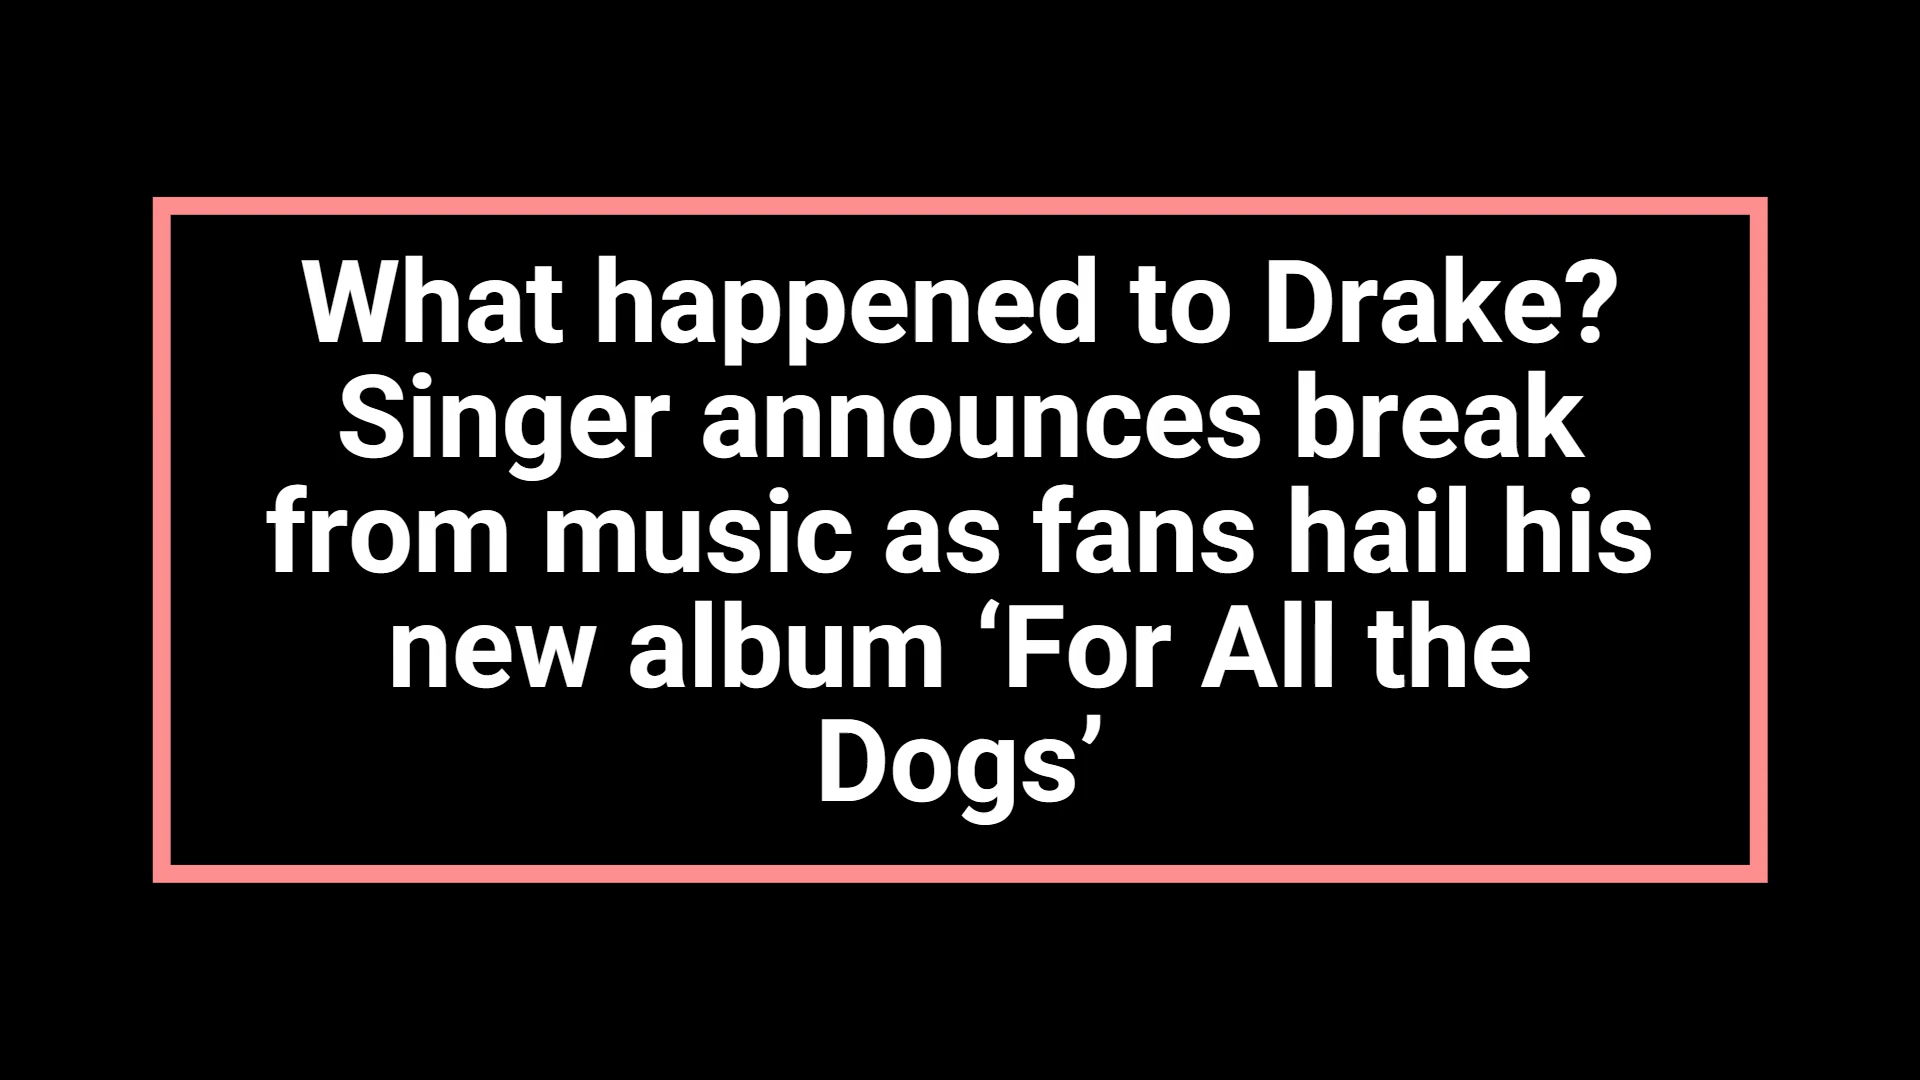 What happened to Drake?
Singer announces break
from music as fans hail his
new album ‘For All the
Dogs’